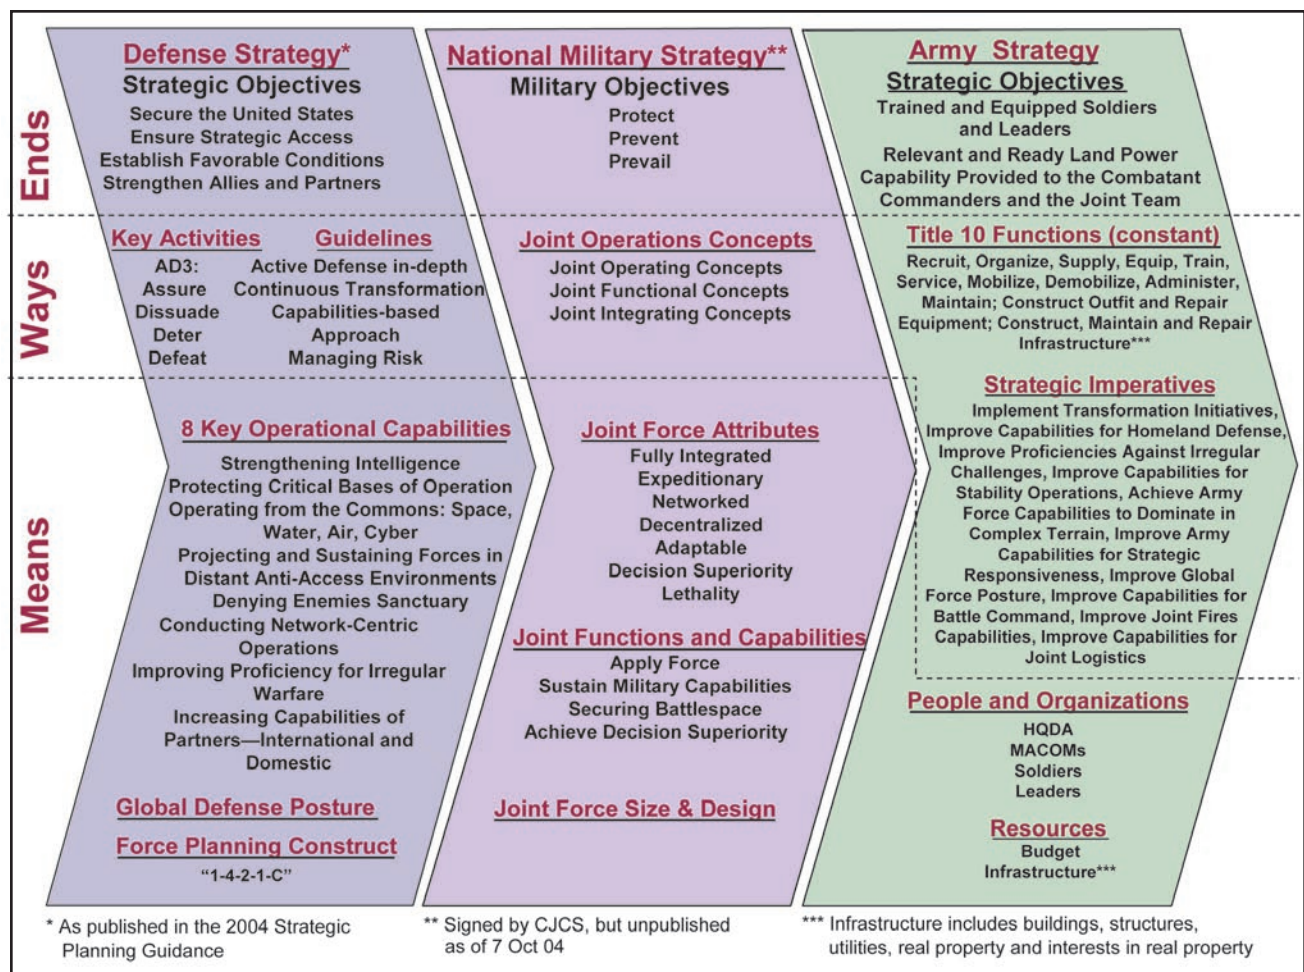 Ends
Ways
Means
Defense Strategy*
Strategic Objectives
Secure the United States
Ensure Strategic Access
Establish Favorable Conditions
Strengthen Allies and Partners
Key Activities
AD3:
Assure
Dissuade
Deter
Defeat
Guidelines
Active Defense in-depth
Continuous Transformation
Capabilities-based
Approach
Managing Risk
8 Key Operational Capabilities
Strengthening Intelligence
Protecting Critical Bases of Operation
Operating from the Commons: Space,
Water, Air, Cyber
Projecting and Sustaining Forces in
Distant Anti-Access Environments
Denying Enemies Sanctuary
Conducting Network-Centric
Operations
Improving Proficiency for Irregular
Warfare
Increasing Capabilities of
Partners—International and
Domestic
Global Defense Posture
Force Planning Construct
“1-4-2-1-C”
* As published in the 2004 Strategic
Planning Guidance
National Military Strategy**
Military Objectives
Protect
Prevent
Prevail
Joint Operations Concepts
Joint Operating Concepts
Joint Functional Concepts
Joint Integrating Concepts
Joint Force Attributes
Fully Integrated
Expeditionary
Networked
Decentralized
Adaptable
Decision Superiority
Lethality
Joint Functions and Capabilities
Apply Force
Sustain Military Capabilities
Securing Battlespace
Achieve Decision Superiority
Joint Force Size & Design
** Signed by CJCS, but unpublished
as of 7 Oct 04
Army Strategy
Strategic Objectives
Trained and Equipped Soldiers
and Leaders
Relevant and Ready Land Power
Capability Provided to the Combatant
Commanders and the Joint Team
Title 10 Functions (constant)
Recruit, Organize, Supply, Equip, Train,
Service, Mobilize, Demobilize, Administer,
Maintain; Construct Outfit and Repair
Equipment; Construct, Maintain and Repair
Infrastructure***
Strategic Imperatives
Implement Transformation Initiatives,
Improve Capabilities for Homeland Defense,
Improve Proficiencies Against Irregular
Challenges, Improve Capabilities for
Stability Operations, Achieve Army
Force Capabilities to Dominate in
Complex Terrain, Improve Army
Capabilities for Strategic
Responsiveness, Improve Global
Force Posture, Improve Capabilities for
Battle Command, Improve Joint Fires
Capabilities, Improve Capabilities for
Joint Logistics
People and Organizations
HQDA
MACOMs
Soldiers
Leaders
Resources
Budget
Infrastructure***
*** Infrastructure includes buildings, structures,
utilities, real property and interests in real property